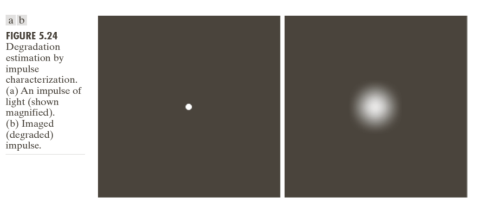 a b
FIGURE 5.24
Degradation
estimation by
impulse
characterization.
(a) An impulse of
light (shown
magnified).
(b) Imaged
(degraded)
impulse.